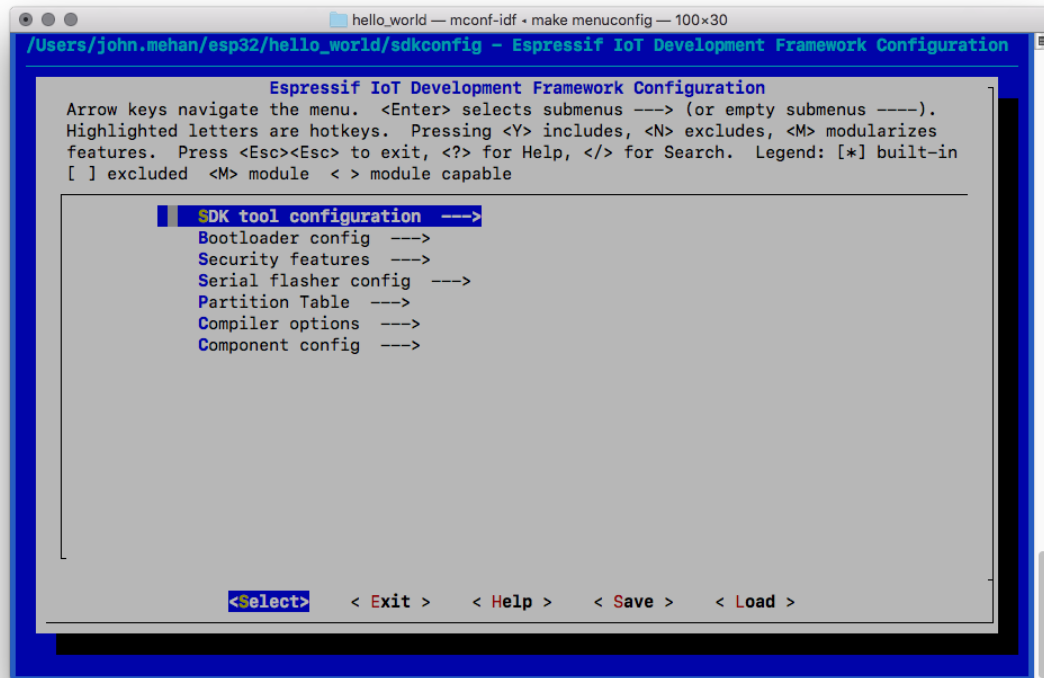 hello_world — mconf-idf ◂ make menuconfig — 100×30
/Users/john.mehan/esp32/hello_world/sdkconfig - Espressif IoT Development Framework Configuration
Espressif IoT Development Framework Configuration
Arrow keys navigate the menu.  <Enter> selects submenus ---> (or empty submenus ----).
Highlighted letters are hotkeys.  Pressing <Y> includes, <N> excludes, <M> modularizes
features.  Press <Esc><Esc> to exit, <?> for Help, </> for Search.  Legend: [*] built-in
[ ] excluded  <M> module  < > module capable
SDK tool configuration  --->
Bootloader config  --->
Security features  --->
Serial flasher config  --->
Partition Table  --->
Compiler options  --->
Component config  --->
<Select>    < Exit >    < Help >    < Save >    < Load >